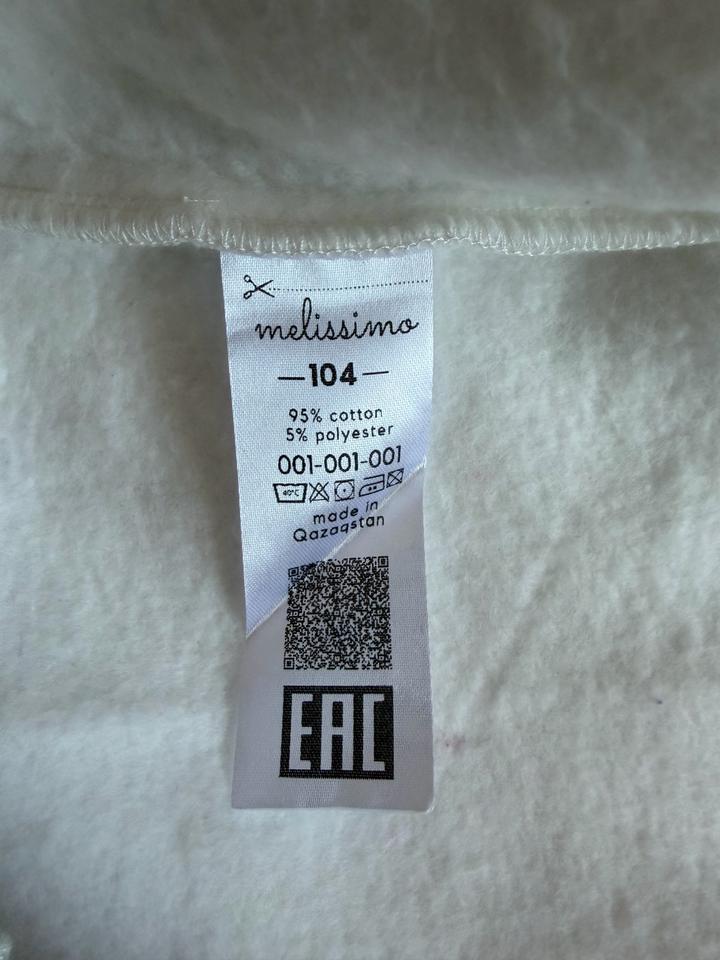 melissimo
—104—
95% cotton
5% polyester
001-001-001
40°C
made in
Qazaqstan
EAC